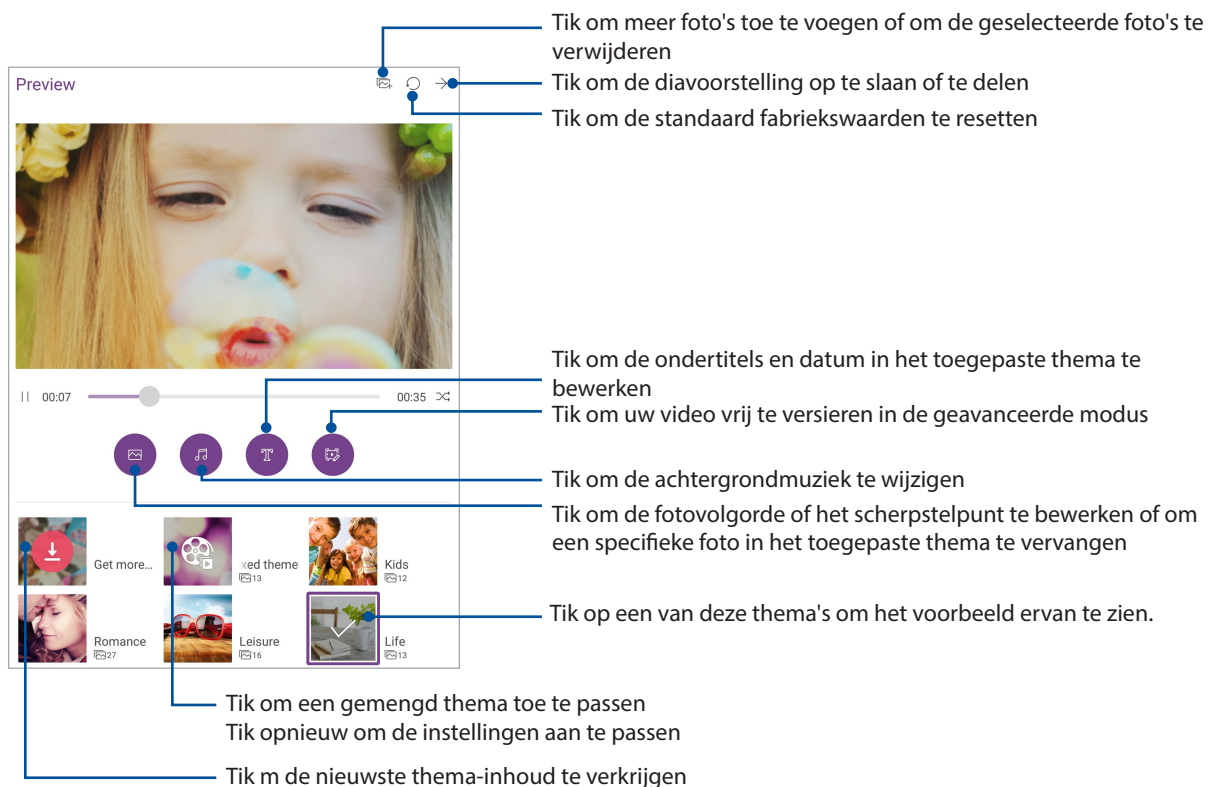 Tik om meer foto's toe te voegen of om de geselecteerde foto's te
verwijderen
Preview
Tik om de diavoorstelling op te slaan of te delen
Tik om de standaard fabriekswaarden te resetten
Tik om de ondertitels en datum in het toegepaste thema te
bewerken
00:07
00:35
Tik om uw video vrij te versieren in de geavanceerde modus
T
Tik om de achtergrondmuziek te wijzigen
Tik om de fotovolgorde of het scherpstelpunt te bewerken of om
een specifieke foto in het toegepaste thema te vervangen
Get more...
xed theme
13
Kids
12
Tik op een van deze thema's om het voorbeeld ervan te zien.
Romance
27
Leisure
16
Life
13
Tik om een gemengd thema toe te passen
Tik opnieuw om de instellingen aan te passen
Tik m de nieuwste thema-inhoud te verkrijgen